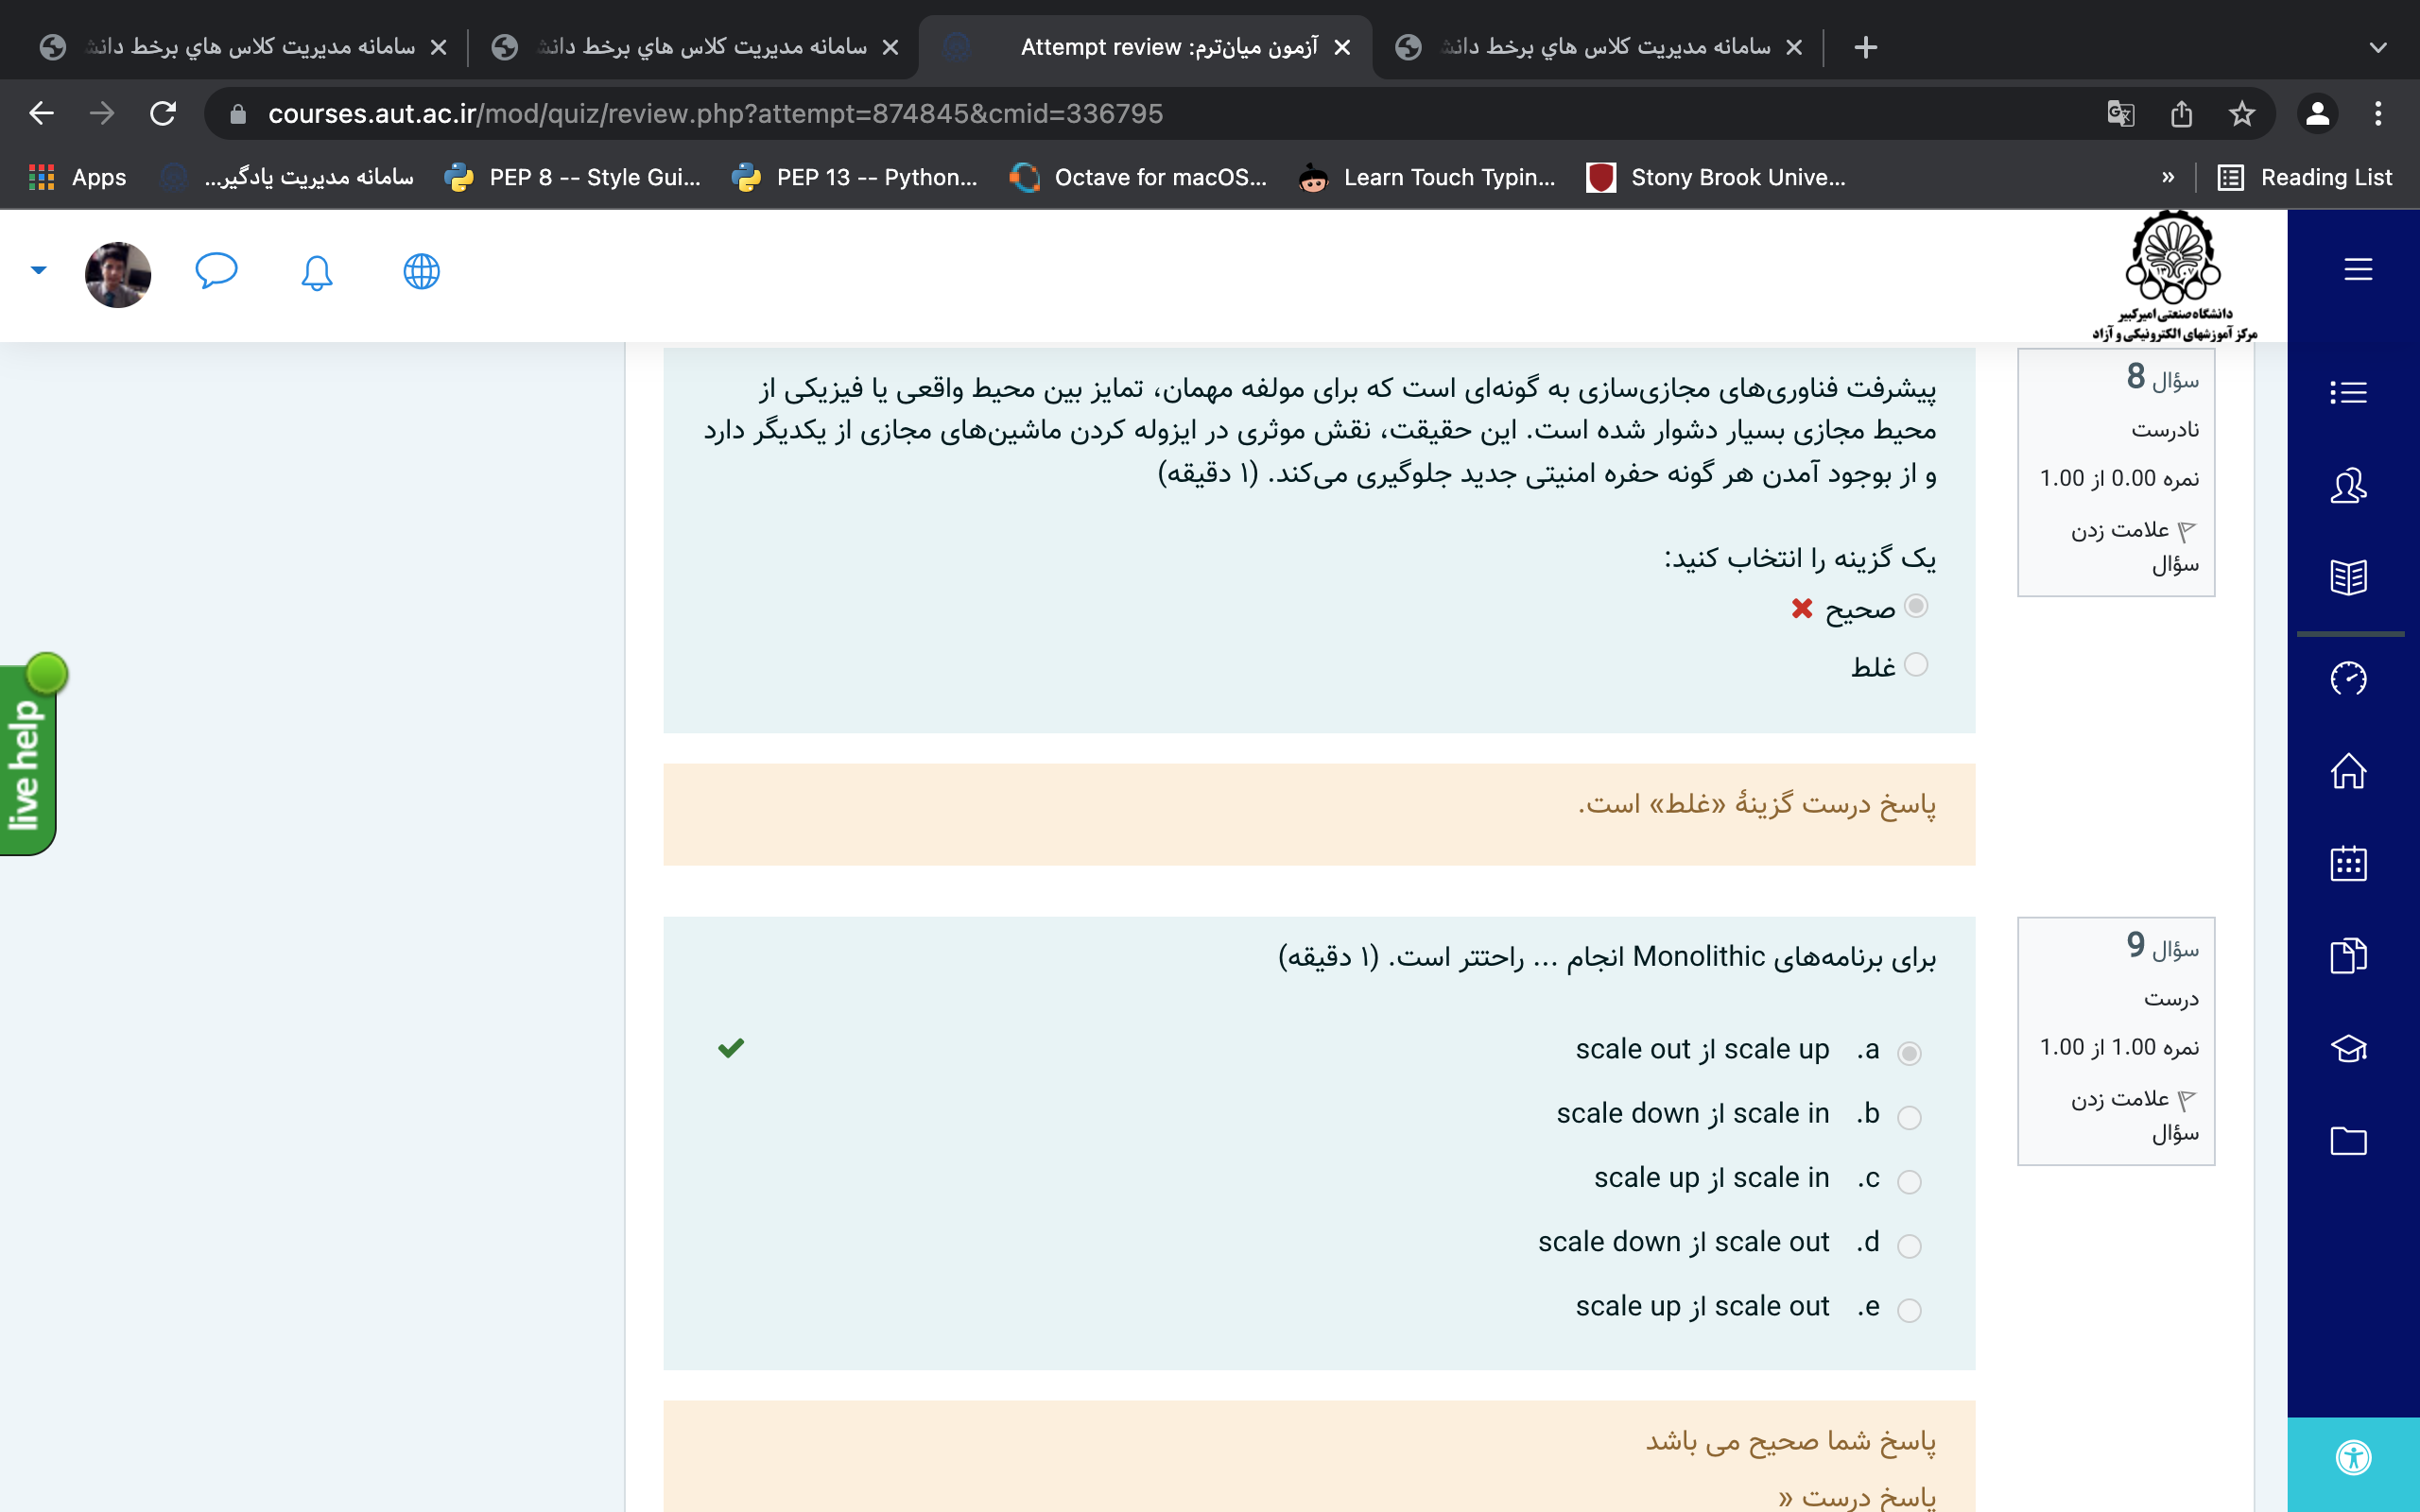 سامانه مدیریت کلاس هاي برخط دانش
سامانه مدیریت کلاس هاي برخط دانش
آزمون میان‌ترم: Attempt review
سامانه مدیریت کلاس هاي برخط دانش
courses.aut.ac.ir/mod/quiz/review.php?attempt=874845&cmid=336795
Apps
سامانه مدیریت یادگیر...
PEP 8 -- Style Gui...
PEP 13 -- Python...
Octave for macOS...
Learn Touch Typin...
Stony Brook Unive...
»
Reading List
۱۳۰۷
دانشگاه صنعتی امیرکبیر
مرکز آموزشهای الکترونیکی و آزاد
سؤال 8
نادرست
نمره 0.00 از 1.00
علامت زدن
سؤال
پیشرفت فناوری‌های مجازی‌سازی به گونه‌ای است که برای مولفه مهمان، تمایز بین محیط واقعی یا فیزیکی از
محیط مجازی بسیار دشوار شده است. این حقیقت، نقش موثری در ایزوله کردن ماشین‌های مجازی از یکدیگر دارد
و از بوجود آمدن هر گونه حفره امنیتی جدید جلوگیری می‌کند. (۱ دقیقه)
یک گزینه را انتخاب کنید:
صحیح
غلط
پاسخ درست گزینهٔ «غلط» است.
live help
سؤال 9
درست
نمره 1.00 از 1.00
علامت زدن
سؤال
برای برنامه‌های Monolithic انجام ... راحتتر است. (۱ دقیقه)
a. scale up از scale out
b. scale in از scale down
c. scale in از scale up
d. scale out از scale down
e. scale out از scale up
پاسخ شما صحیح می باشد
پاسخ درست «